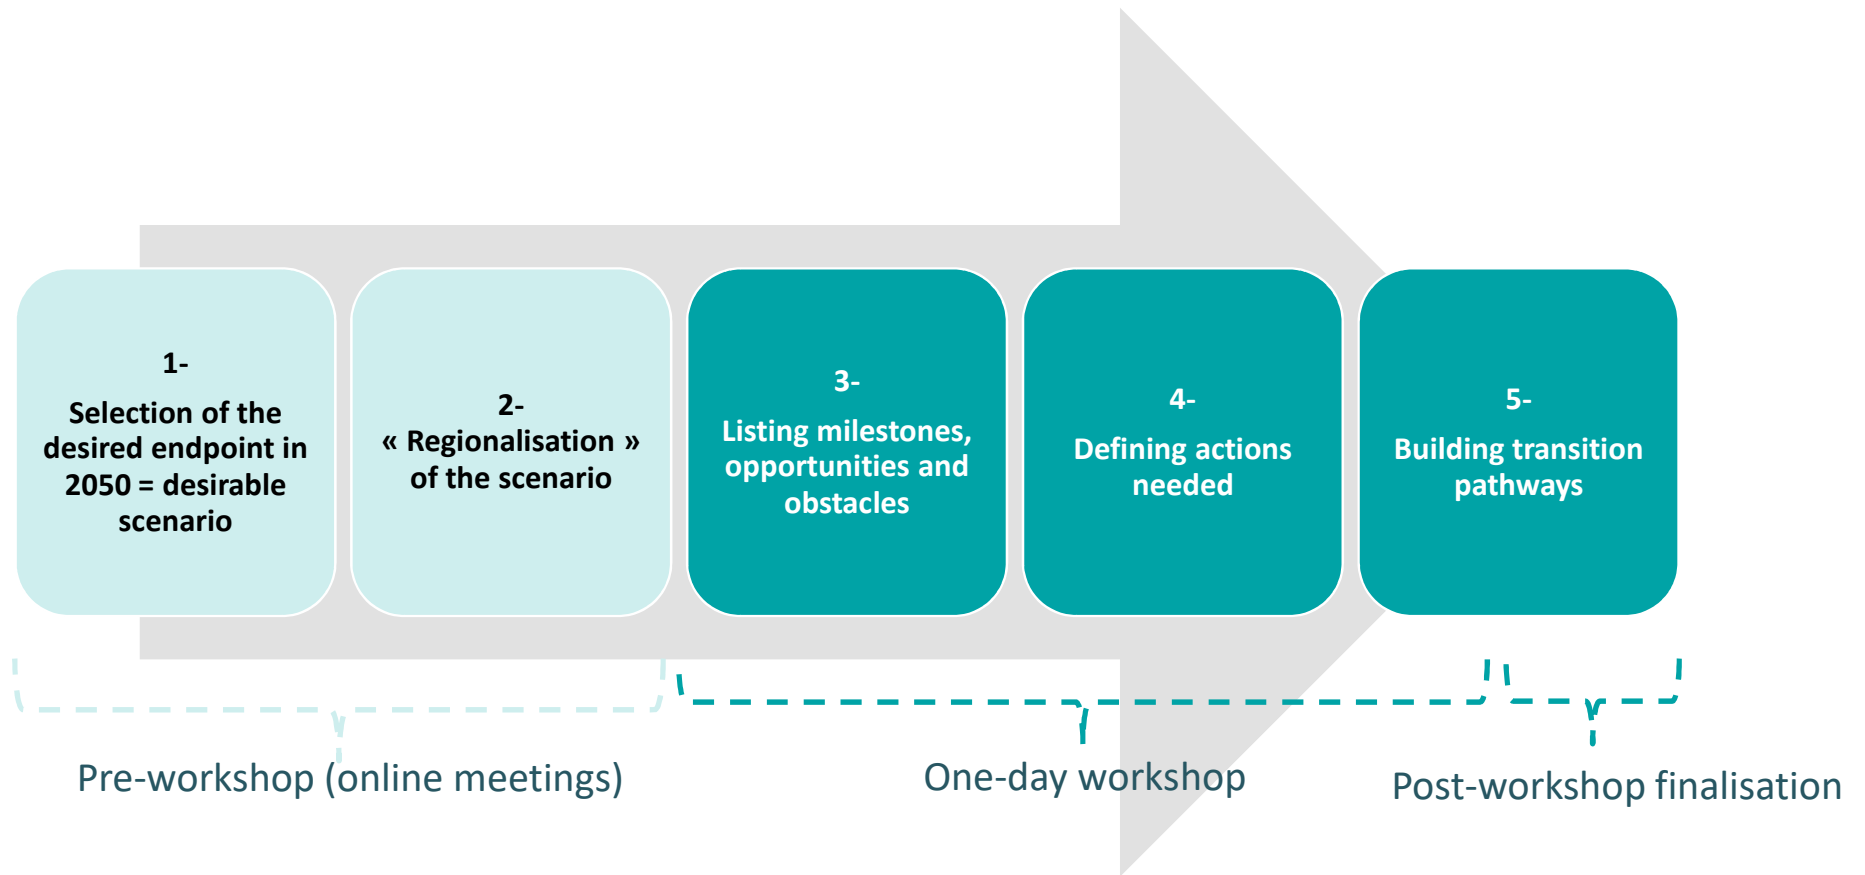 1-
Selection of the
desired endpoint in
2050 = desirable
scenario
2-
« Regionalisation »
of the scenario
3-
Listing milestones,
opportunities and
obstacles
4-
Defining actions
needed
5-
Building transition
pathways
Pre-workshop (online meetings)
One-day workshop
Post-workshop finalisation